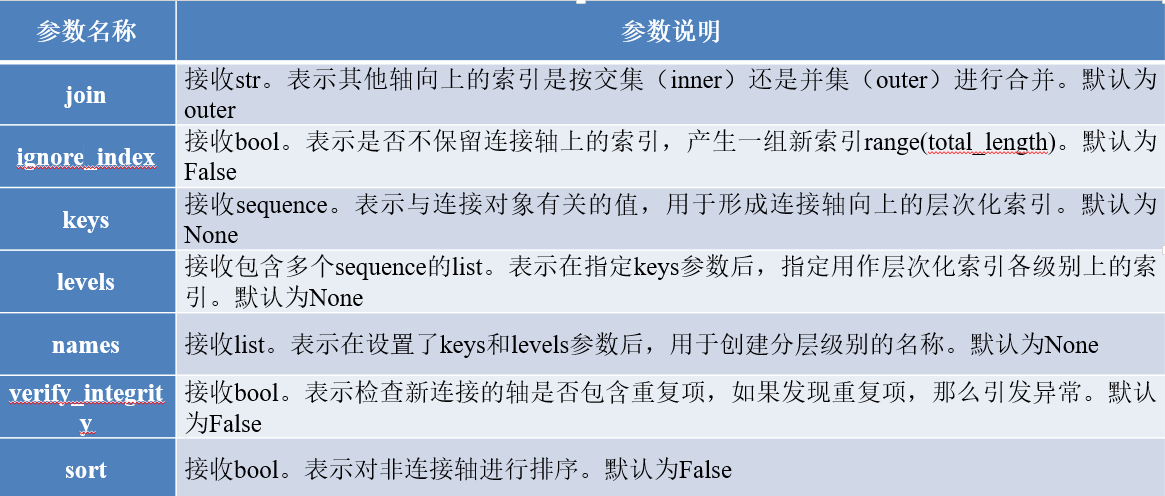 参数名称
参数说明
join
接收str。表示其他轴向上的索引是按交集（inner）还是并集（outer）进行合并。默认为
outer
ignore_index
接收bool。表示是否不保留连接轴上的索引，产生一组新索引range(total_length)。默认为
False
keys
接收sequence。表示与连接对象有关的值，用于形成连接轴向上的层次化索引。默认为
None
levels
接收包含多个sequence的list。表示在指定keys参数后，指定用作层次化索引各级别上的索
引。默认为None
names
接收list。表示在设置了keys和levels参数后，用于创建分层级别的名称。默认为None
verify_integrit
y
接收bool。表示检查新连接的轴是否包含重复项，如果发现重复项，那么引发异常。默认
为False
sort
接收bool。表示对非连接轴进行排序。默认为False